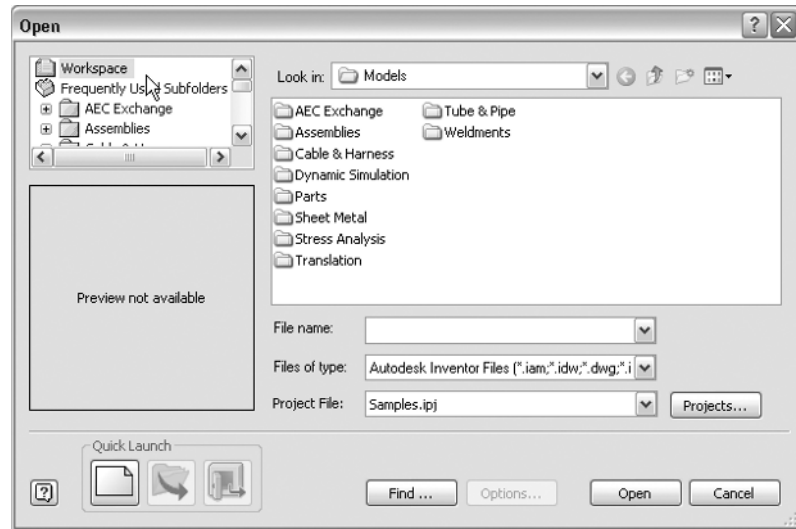 Open
Workspace
Frequently Used Subfolders
AEC Exchange
Assemblies
Look in:
Models
AEC Exchange
Assemblies
Cable & Harness
Dynamic Simulation
Parts
Sheet Metal
Stress Analysis
Translation
Tube & Pipe
Weldments
Preview not available
File name:
Files of type:
Autodesk Inventor Files (*.iam;*.idw;*.dwg;*.i
Project File:
Samples.ipj
Projects...
Quick Launch
Find ...
Options...
Open
Cancel